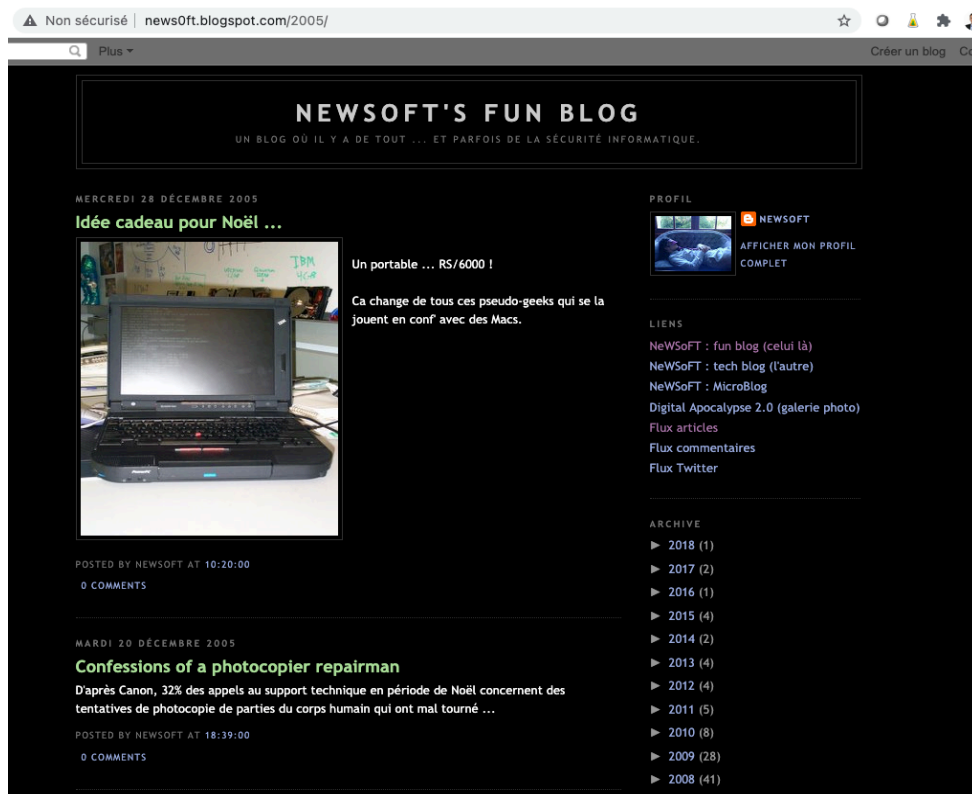 Non sécurisé | news0ft.blogspot.com/2005/
Plus
Créer un blog
NEWSOFT'S FUN BLOG
UN BLOG OÙ IL Y A DE TOUT ... ET PARFOIS DE LA SÉCURITÉ INFORMATIQUE.
MERCREDI 28 DÉCEMBRE 2005
Idée cadeau pour Noël ...
IBM
Un portable ... RS/6000 !
Ca change de tous ces pseudo-geeks qui se la
jouent en conf' avec des Macs.
POSTED BY NEWSOFT AT 10:20:00
0 COMMENTS
MARDI 20 DÉCEMBRE 2005
Confessions of a photocopier repairman
D'après Canon, 32% des appels au support technique en période de Noël concernent des
tentatives de photocopie de parties du corps humain qui ont mal tourné ...
POSTED BY NEWSOFT AT 18:39:00
0 COMMENTS
PROFIL
NEWSOFT
AFFICHER MON PROFIL
COMPLET
LIENS
NeWSoFT : fun blog (celui là)
NeWSoFT : tech blog (l'autre)
NeWSoFT : MicroBlog
Digital Apocalypse 2.0 (galerie photo)
Flux articles
Flux commentaires
Flux Twitter
ARCHIVE
► 2018 (1)
► 2017 (2)
► 2016 (1)
► 2015 (4)
► 2014 (2)
► 2013 (4)
► 2012 (4)
► 2011 (5)
► 2010 (8)
► 2009 (28)
► 2008 (41)